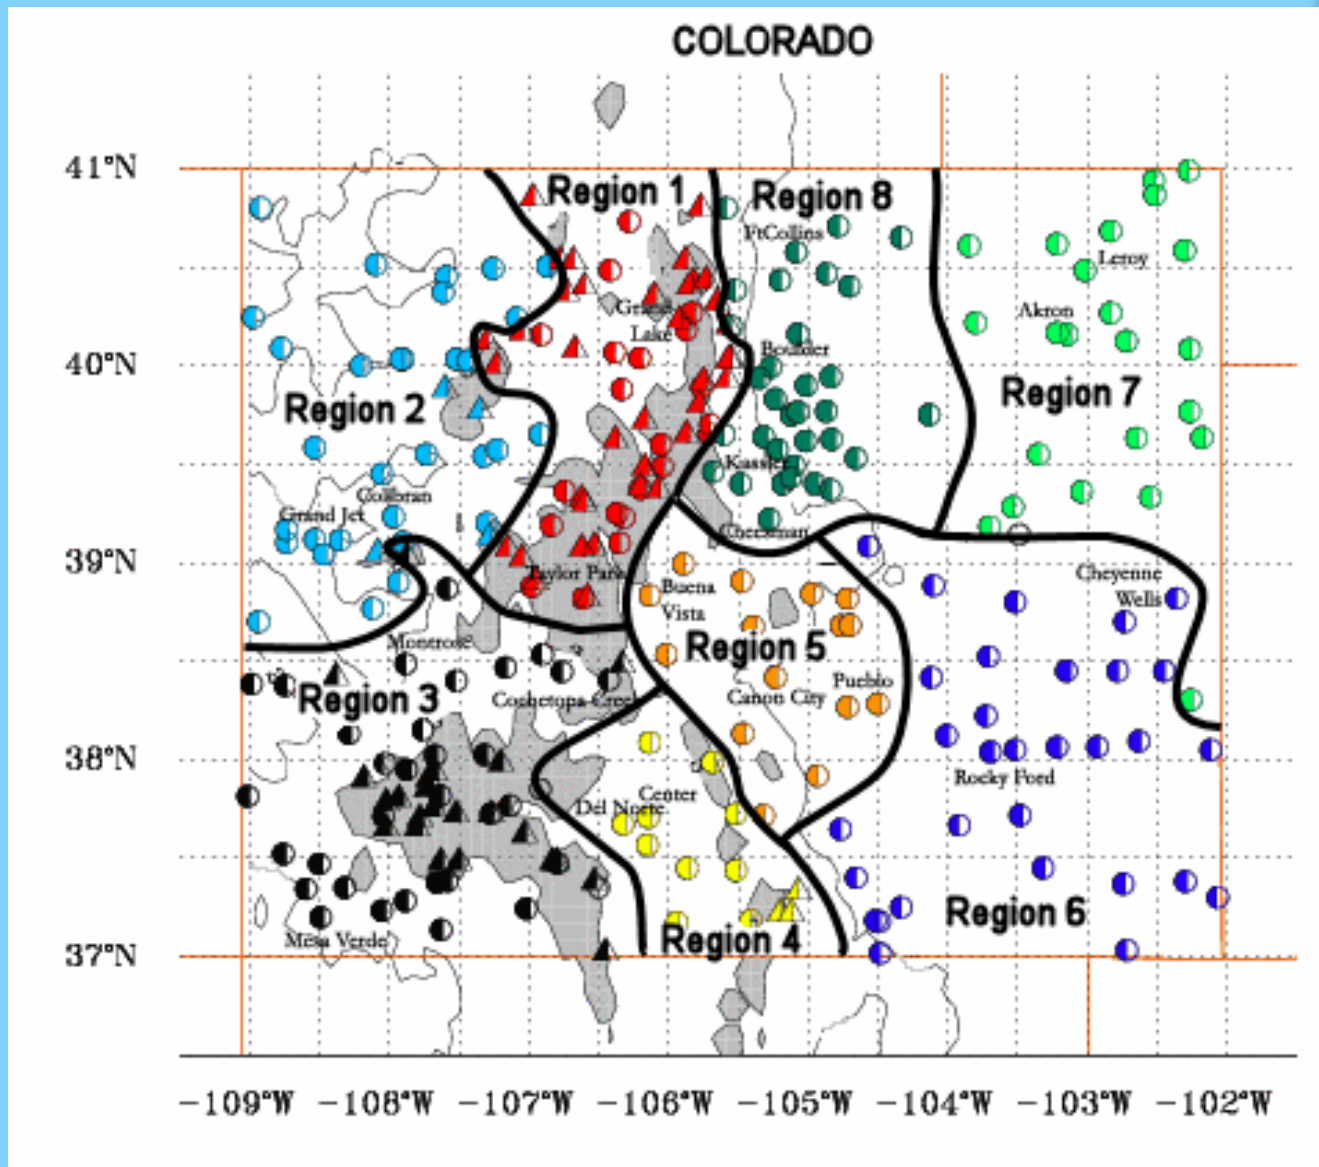 COLORADO
41°N
40°N
39°N
38°N
37°N
Region 1
Region 8
FtCollins
Leroy
Akron
Grand
Lake
Boulder
Region 7
Region 2
Kassler
Collbran
Grand Jct
Cheesman
Taylor Park
Buena
Vista
Cheyenne
Wells
Montrose
Region 5
Pueblo
Region 3
Cochetopa Creek
Canon City
Rocky Ford
Center
Del Norte
Region 6
Mesa Verde
Region 4
-109°W -108°W -107°W -106°W -105°W -104°W -103°W -102°W